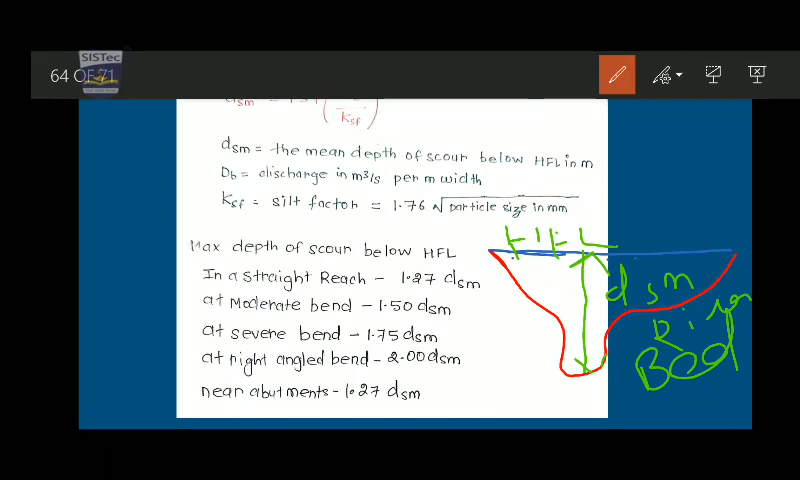 SISTec
64 OF 71
dsm = the mean depth of scour below HFL in m
Db = discharge in m3/s per m width
Ksf = silt factor = 1.76 √particle size in mm
Max depth of scour below HFL
In a straight Reach - 1.27 dsm
at Moderate bend - 1.50 dsm
at severe bend - 1.75 dsm
at right angled bend - 2.00 dsm
near abutments - 1.27 dsm
HFL
dsm
River
Bed